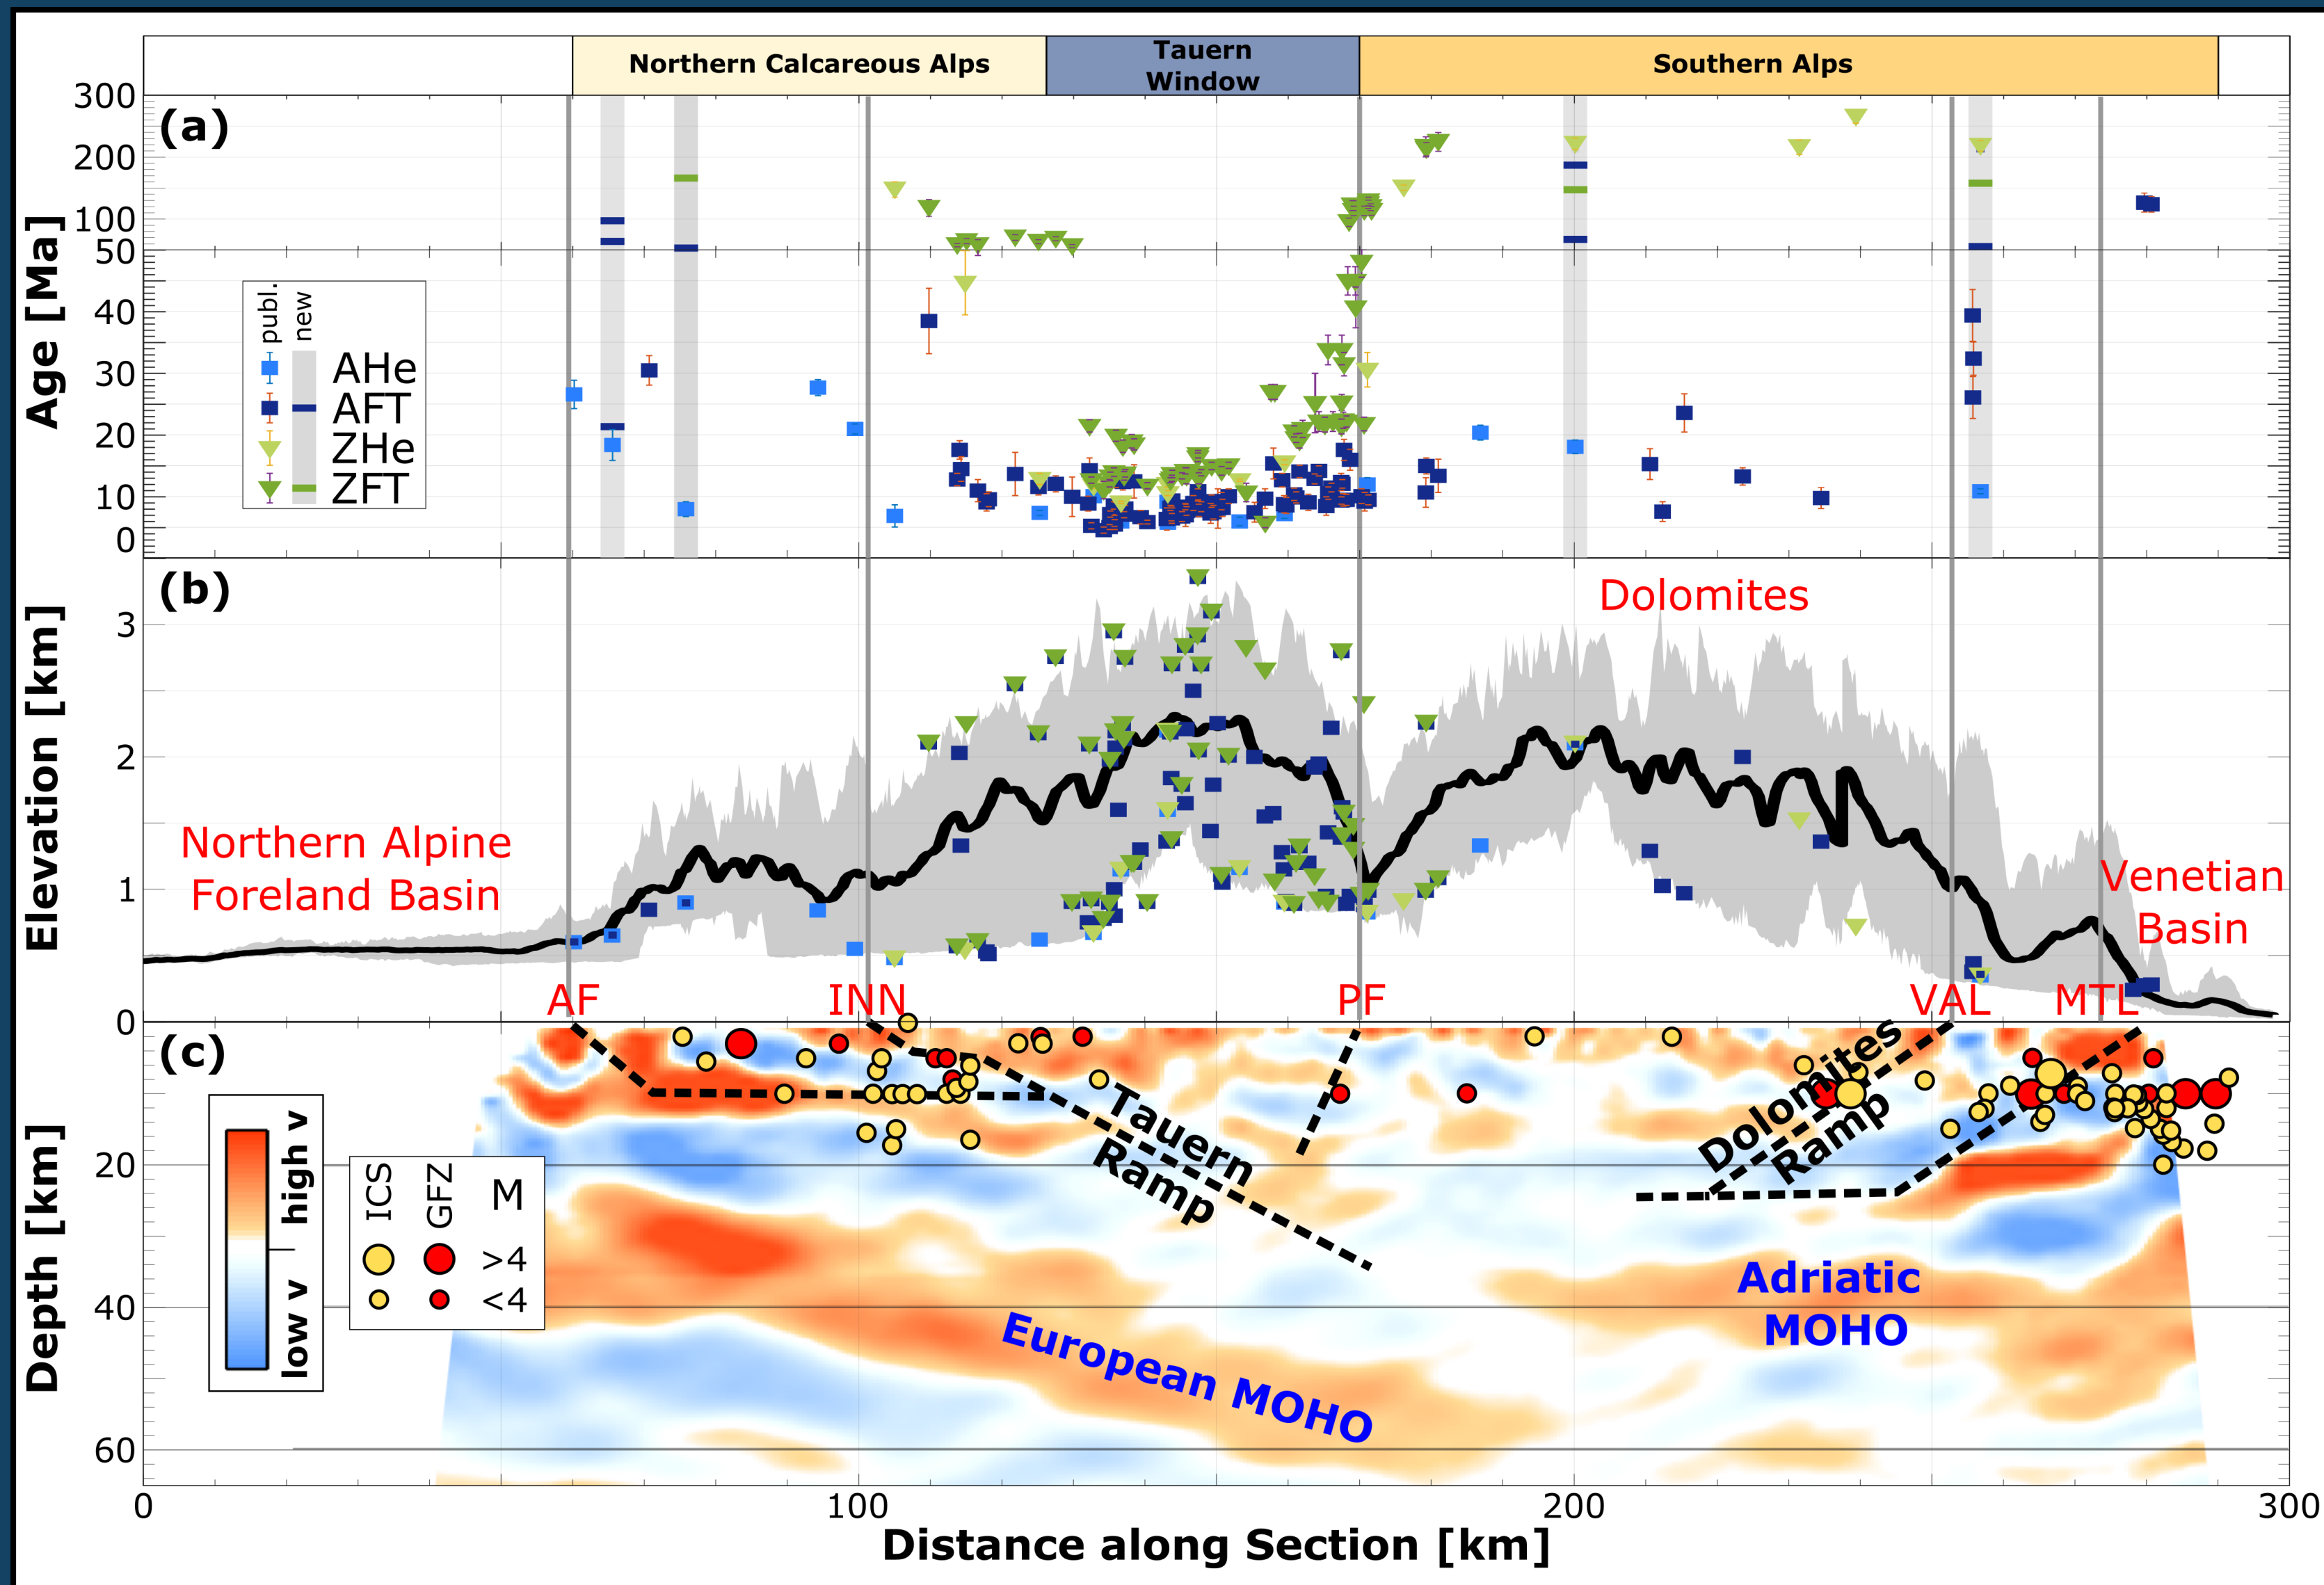 Northern Calcareous Alps
Tauern
Window
Southern Alps
(a)
300
200
100
50
40
30
20
10
0
Age [Ma]
publ.
new
AHe
AFT
ZHe
ZFT
(b)
Dolomites
3
2
1
0
Elevation [km]
Northern Alpine
Foreland Basin
Venetian
Basin
AF
INN
PF
VAL
MTL
(c)
Tauern
Ramp
Dolomites
Ramp
high v
low v
ICS
GFZ
M
>4
<4
Adriatic
MOHO
European MOHO
20
40
60
Depth [km]
0
100
200
300
Distance along Section [km]